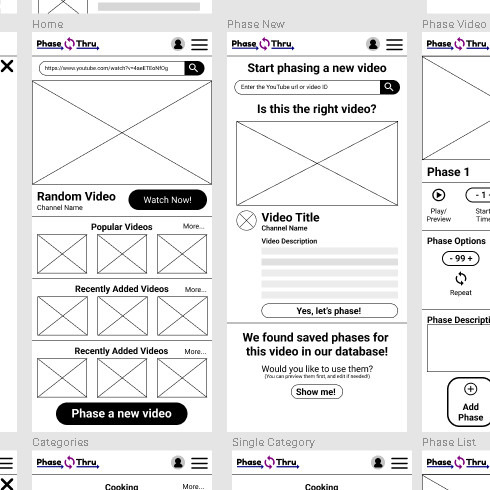 Home
Phase Thru
https://www.youtube.com/watch?v=4aeETEoNfOg
Random Video
Channel Name
Watch Now!
Popular Videos
More...
Recently Added Videos
More...
Recently Added Videos
More...
Phase a new video
Phase New
Phase Thru
Start phasing a new video
Enter the YouTube url or video ID
Is this the right video?
Video Title
Channel Name
Video Description
Yes, let's phase!
We found saved phases for
this video in our database!
Would you like to use them?
(You can preview them first, and edit if needed!)
Show me!
Phase Video
Phase
Phase 1
- 1
Play/
Preview
Start
Time
Phase Options
- 99 +
Repeat
Phase Descripti
Add
Phase
Categories
Phase Thru
Cooking
More...
Single Category
Phase Thru
Cooking
Phase List
Phase